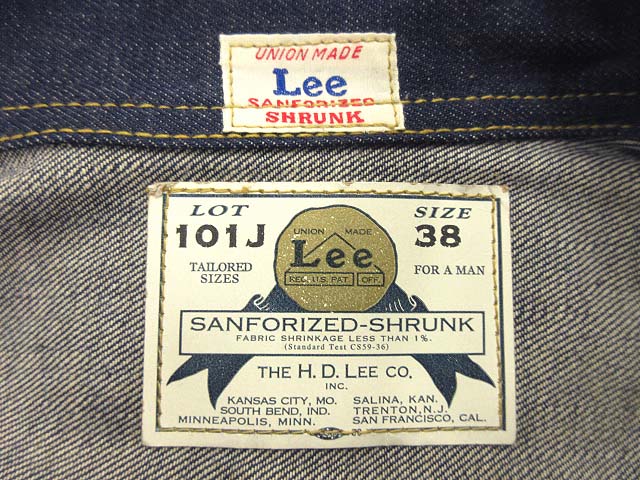 UNION MADE
Lee
SANFORIZED
SHRUNK
LOT
101J
TAILORED
SIZES
UNION MADE
Lee
REG. U.S. PAT. OFF.
SIZE
38
FOR A MAN
SANFORIZED-SHRUNK
FABRIC SHRINKAGE LESS THAN 1%.
(Standard Test CS59-36)
THE H. D. LEE CO.
INC.
KANSAS CITY, MO. SALINA, KAN.
SOUTH BEND, IND. TRENTON, N.J.
MINNEAPOLIS, MINN. SAN FRANCISCO, CAL.